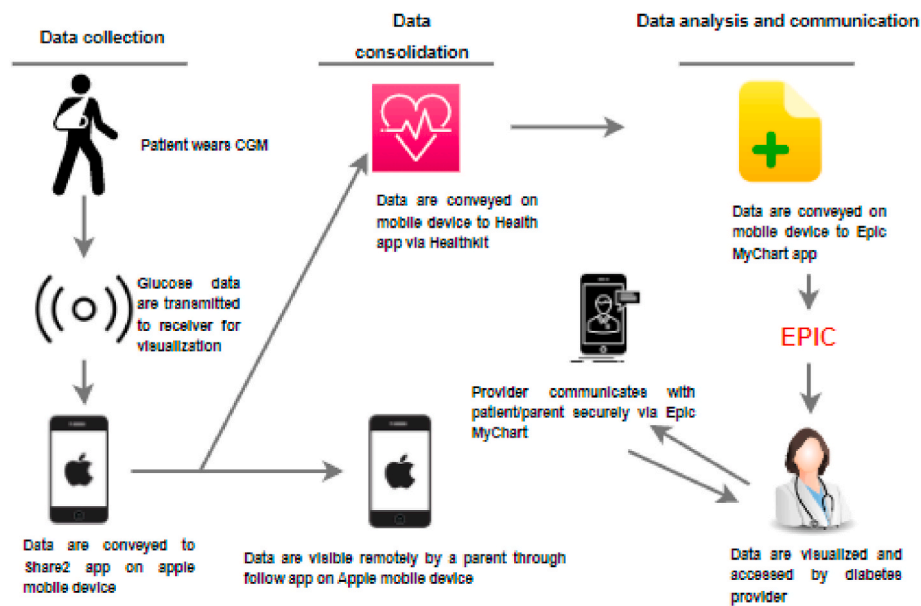 Data collection
Data
consolidation
Data analysis and communication
Patient wears CGM
Data are conveyed on
mobile device to Health
app via Healthkit
Data are conveyed on
mobile device to Epic
MyChart app
Glucose data
are transmitted
to receiver for
visualization
EPIC
Provider communicates with
patient/parent securely via Epic
MyChart
Data are conveyed to
Share2 app on apple
mobile device
Data are visible remotely by a parent through
follow app on Apple mobile device
Data are visualized and
accessed by diabetes
provider